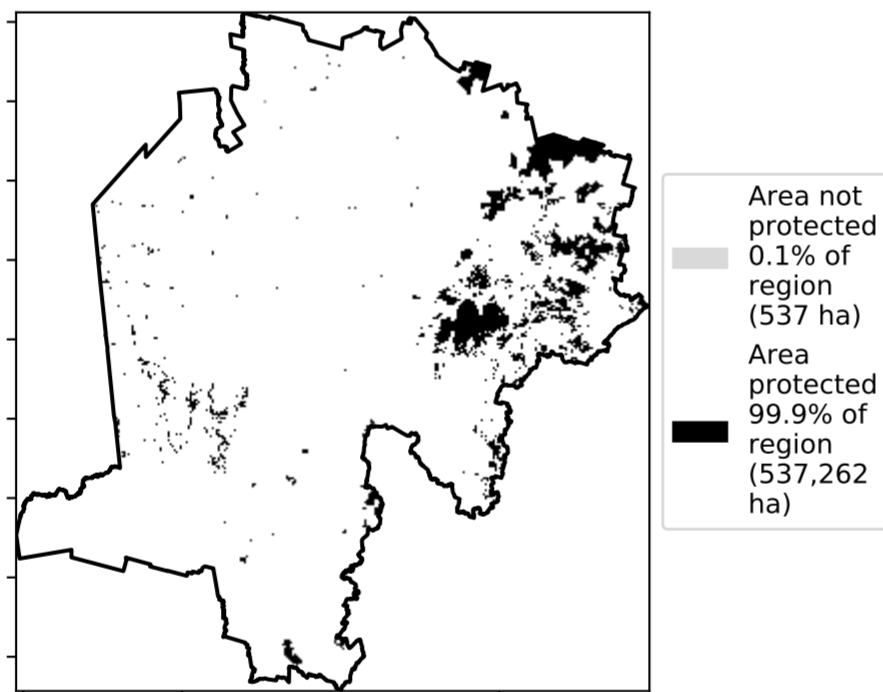 Area not
protected
0.1% of
region
(537 ha)
Area
protected
99.9% of
region
(537,262
ha)